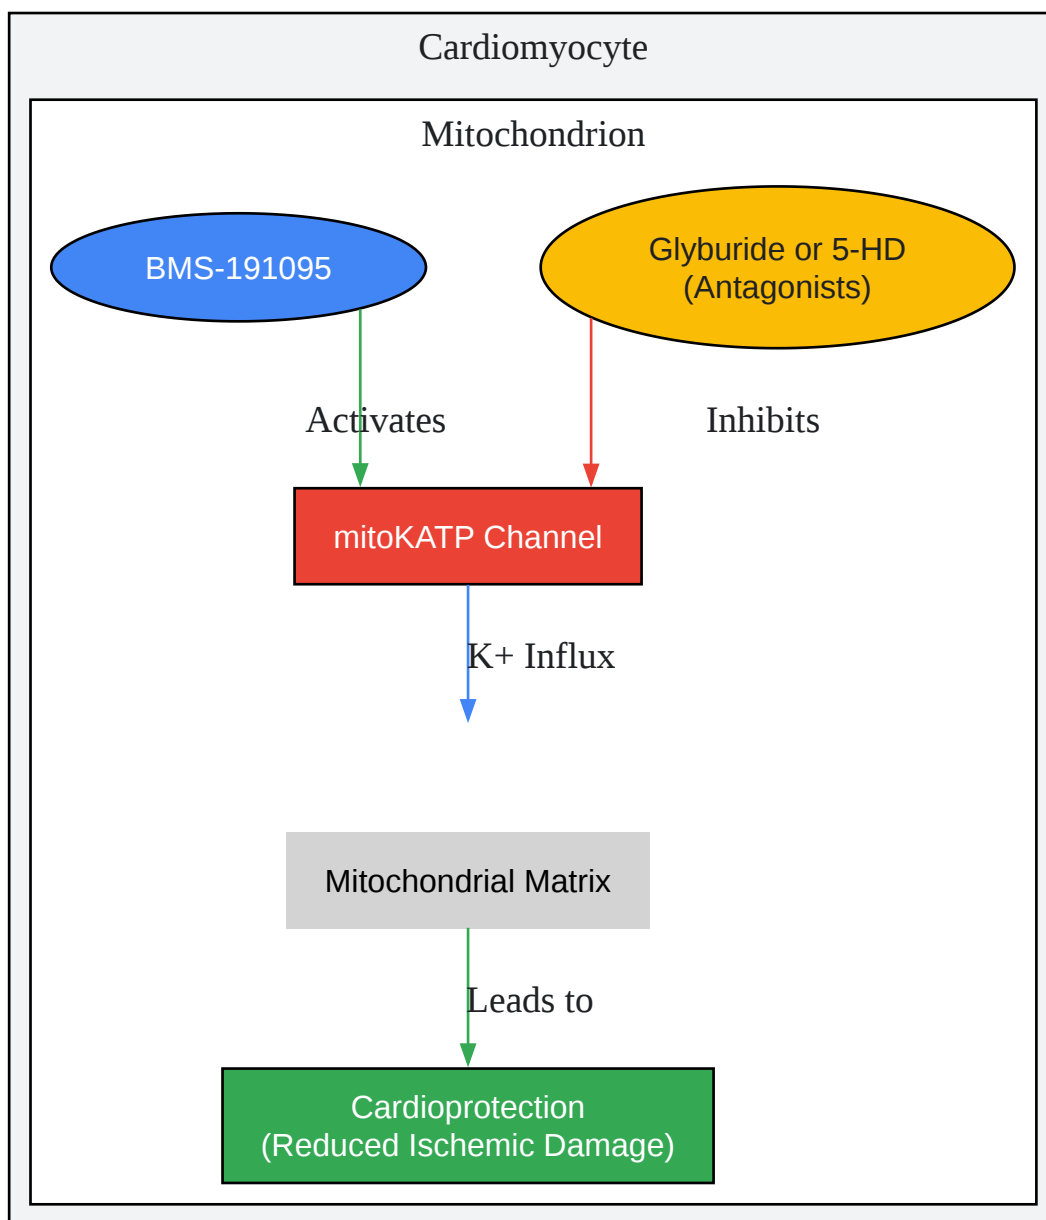 Cardiomyocyte
Mitochondrion
BMS-191095
Glyburide or 5-HD
(Antagonists)
Activates
Inhibits
mitoKATP Channel
K+ Influx
Mitochondrial Matrix
Leads to
Cardioprotection
(Reduced Ischemic Damage)